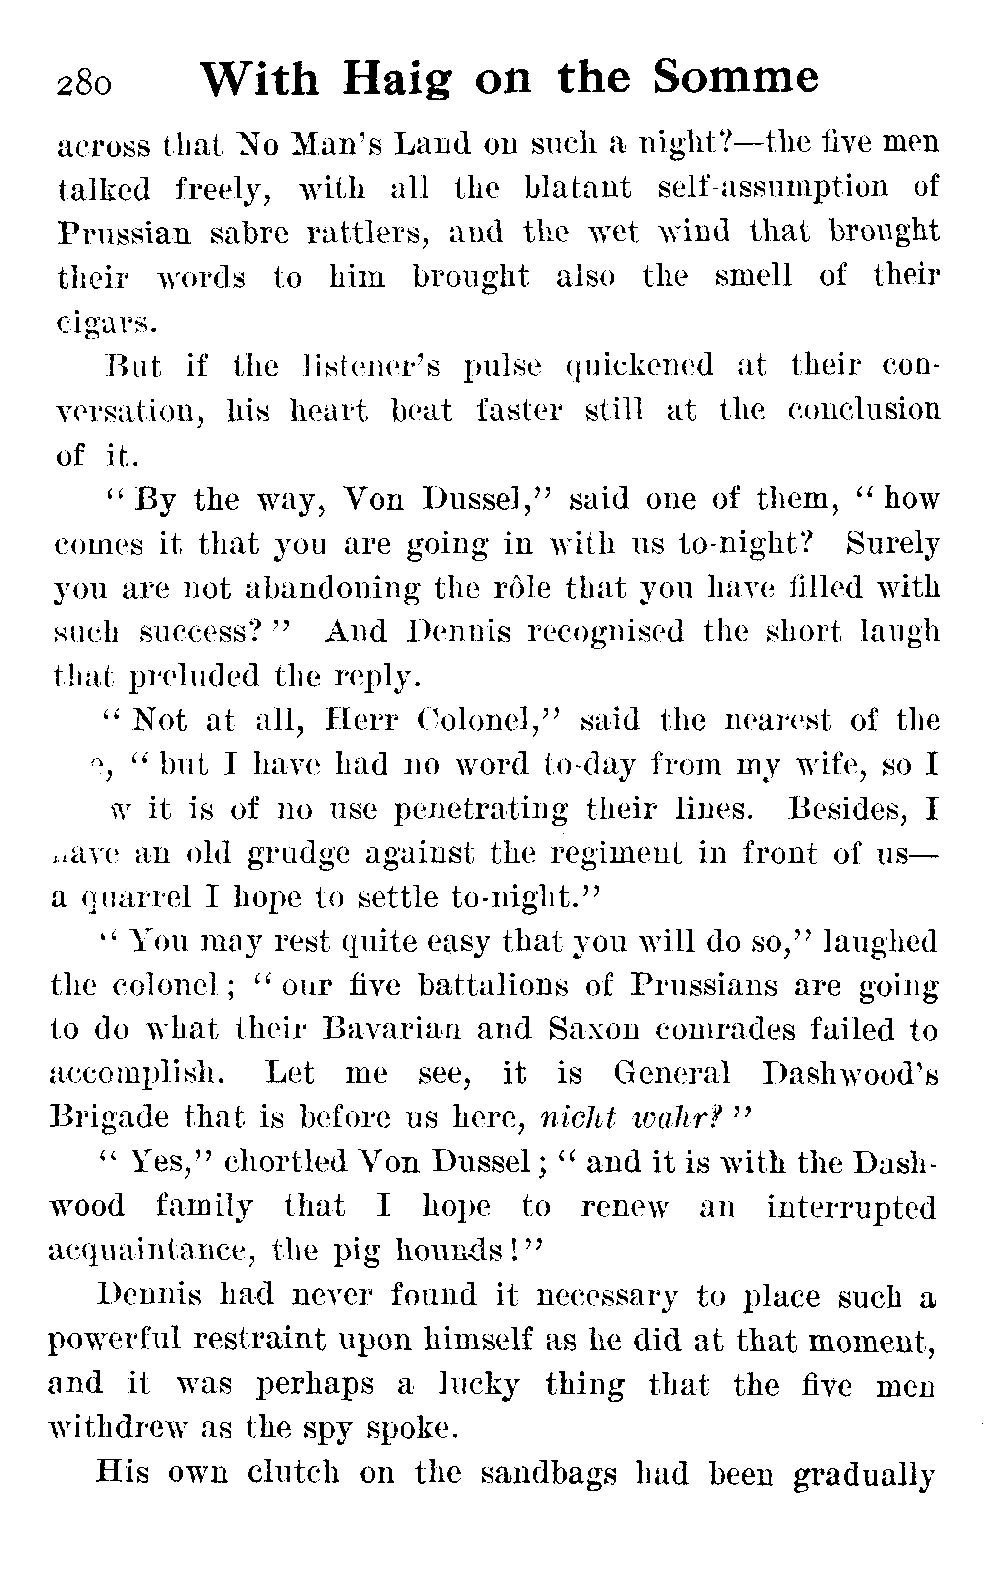 280 With Haig on the Somme
across that No Man's Land on such a night?—the five men
talked freely, with all the blatant self-assumption of
Prussian sabre rattlers, and the wet wind that brought
their words to him brought also the smell of their
cigars.
But if the listener's pulse quickened at their con-
versation, his heart beat faster still at the conclusion
of it.
"By the way, Von Dussel," said one of them, "how
comes it that you are going in with us to-night? Surely
you are not abandoning the rôle that you have filled with
such success?" And Dennis recognised the short laugh
that preluded the reply.
"Not at all, Herr Colonel," said the nearest of the
, "but I have had no word to-day from my wife, so I
it is of no use penetrating their lines. Besides, I
have an old grudge against the regiment in front of us—
a quarrel I hope to settle to-night."
"You may rest quite easy that you will do so," laughed
the colonel; "our five battalions of Prussians are going
to do what their Bavarian and Saxon comrades failed to
accomplish. Let me see, it is General Dashwood's
Brigade that is before us here, nicht wahr?"
"Yes," chortled Von Dussel; "and it is with the Dash-
wood family that I hope to renew an interrupted
acquaintance, the pig hounds!"
Dennis had never found it necessary to place such a
powerful restraint upon himself as he did at that moment,
and it was perhaps a lucky thing that the five men
withdrew as the spy spoke.
His own clutch on the sandbags had been gradually